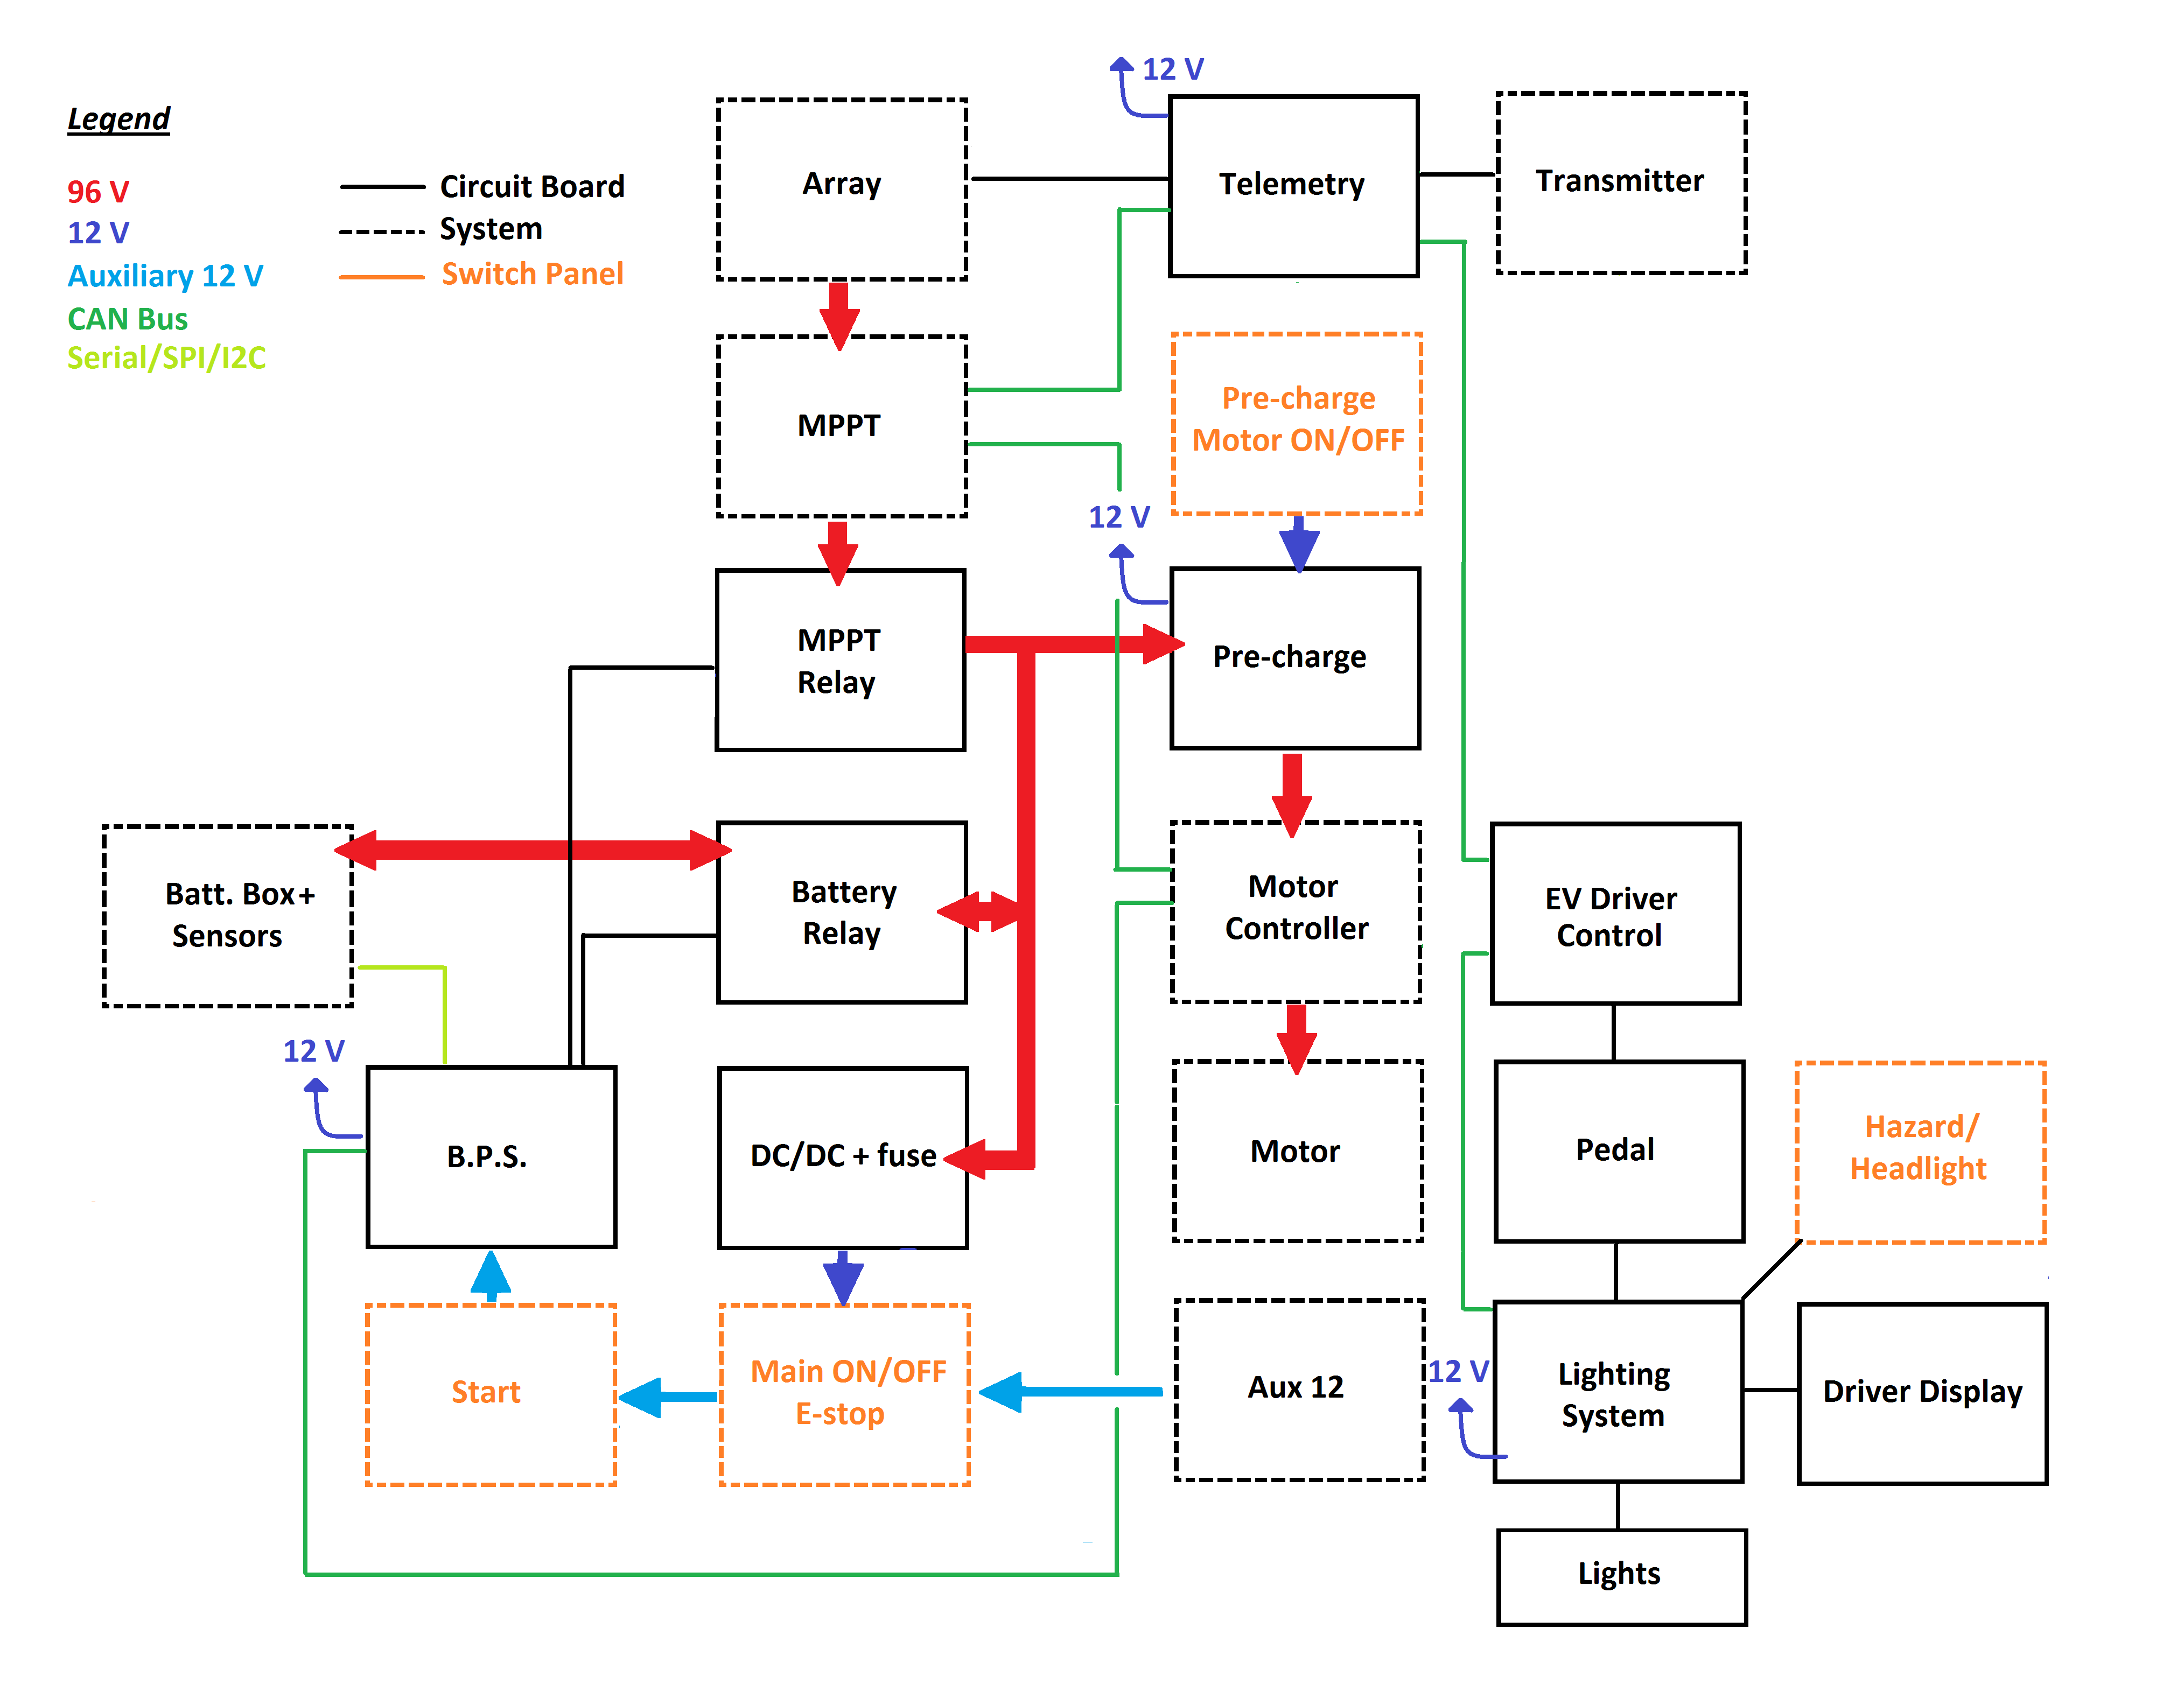 Legend
96 V
12 V
Auxiliary 12 V
CAN Bus
Serial/SPI/I2C
Circuit Board
System
Switch Panel
12 V
Array
Telemetry
Transmitter
MPPT
Pre-charge
Motor ON/OFF
12 V
MPPT
Relay
Pre-charge
Batt. Box+
Sensors
Battery
Relay
Motor
Controller
EV Driver
Control
12 V
B.P.S.
DC/DC + fuse
Motor
Pedal
Hazard/
Headlight
Start
Main ON/OFF
E-stop
Aux 12
12 V
Lighting
System
Driver Display
Lights